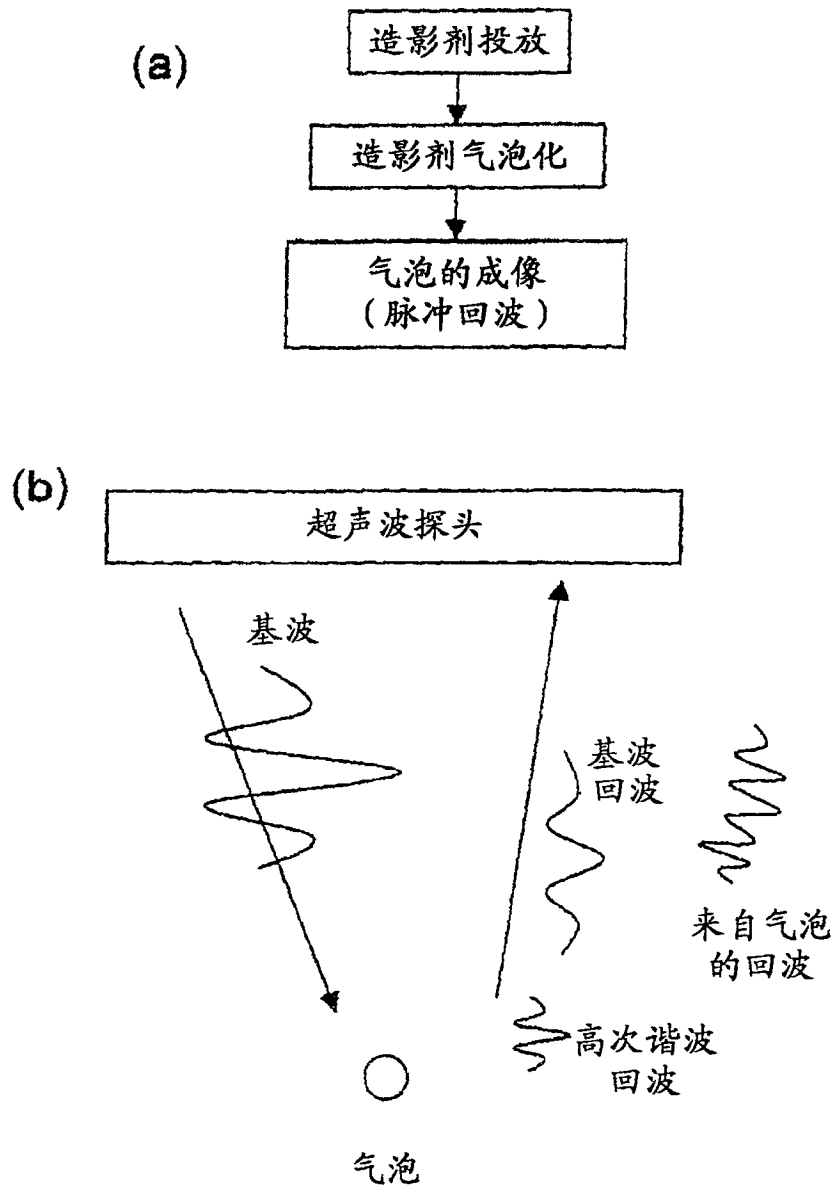 (a)
造影剂投放
造影剂气泡化
气泡的成像
(脉冲回波)
(b)
超声波探头
基波
基波
回波
来自气泡
的回波
高次谐波
回波
气泡